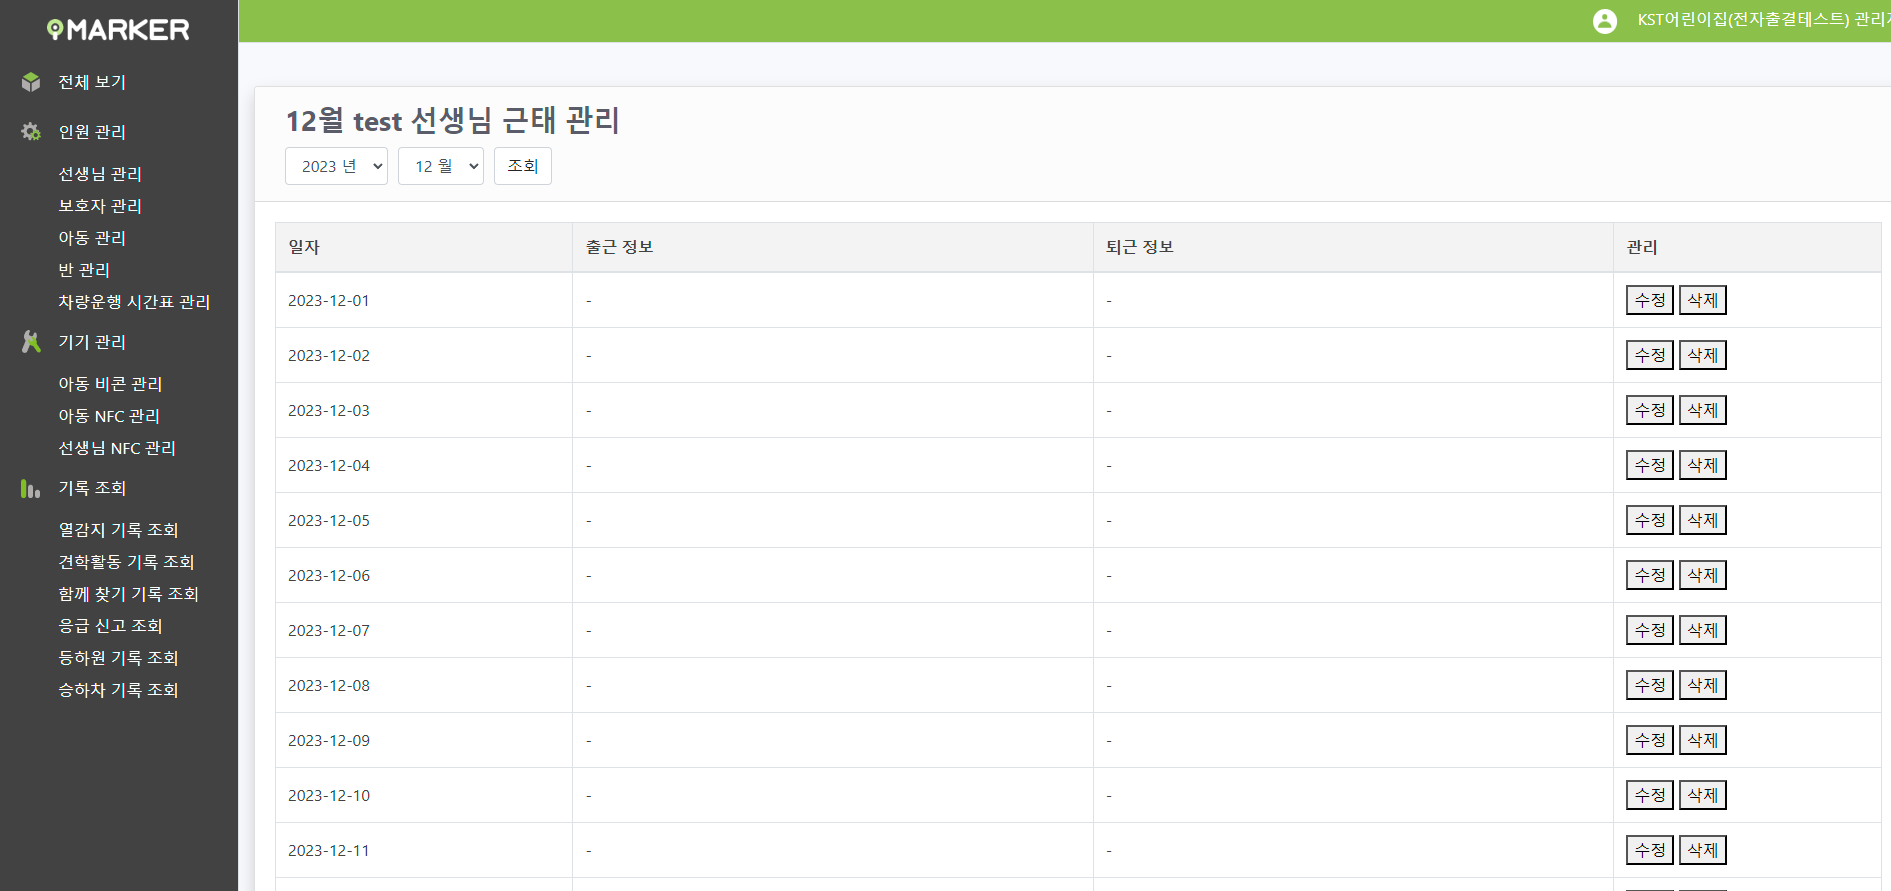 MARKER
KST어린이집(전자출결테스트)
전체 보기
인원 관리
선생님 관리
보호자 관리
아동 관리
반 관리
차량운행 시간표 관리
기기 관리
아동 비콘 관리
아동 NFC 관리
선생님 NFC 관리
기록 조회
열감지 기록 조회
견학활동 기록 조회
함께 찾기 기록 조회
응급 신고 조회
등하원 기록 조회
승하차 기록 조회
12월 test 선생님 근태 관리
2023 년 12 월 조회
일자 출근 정보 퇴근 정보 관리
2023-12-01 - - 수정 삭제
2023-12-02 - - 수정 삭제
2023-12-03 - - 수정 삭제
2023-12-04 - - 수정 삭제
2023-12-05 - - 수정 삭제
2023-12-06 - - 수정 삭제
2023-12-07 - - 수정 삭제
2023-12-08 - - 수정 삭제
2023-12-09 - - 수정 삭제
2023-12-10 - - 수정 삭제
2023-12-11 - - 수정 삭제